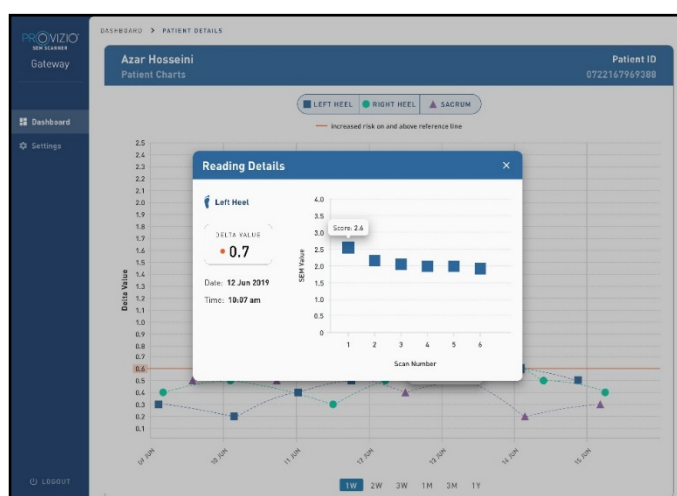 PROVIZIO
SEM SCANNER
Gateway
Dashboard
Settings
LOGOUT
DASHBOARD > PATIENT DETAILS
Azar Hosseini
Patient Charts
Patient ID
0722167969388
LEFT HEEL RIGHT HEEL SACRUM
increased risk on and above reference line
Delta Value
2.5
2.4
2.3
2.2
2.1
2.0
1.9
1.8
1.7
1.6
1.5
1.4
1.3
1.2
1.1
1.0
0.9
0.8
0.7
0.6
0.5
0.4
0.3
0.2
0.1
09 JUN 10 JUN 11 JUN 12 JUN 13 JUN 14 JUN 15 JUN
1W 2W 3W 1M 3M 1Y
Reading Details ×
Left Heel
DELTA VALUE
0.7
Date: 12 Jun 2019
Time: 10:07 am
SEM Value
4.0
3.5
3.0
2.5
2.0
1.5
1.0
0.5
0
Score: 2.6
1 2 3 4 5 6
Scan Number